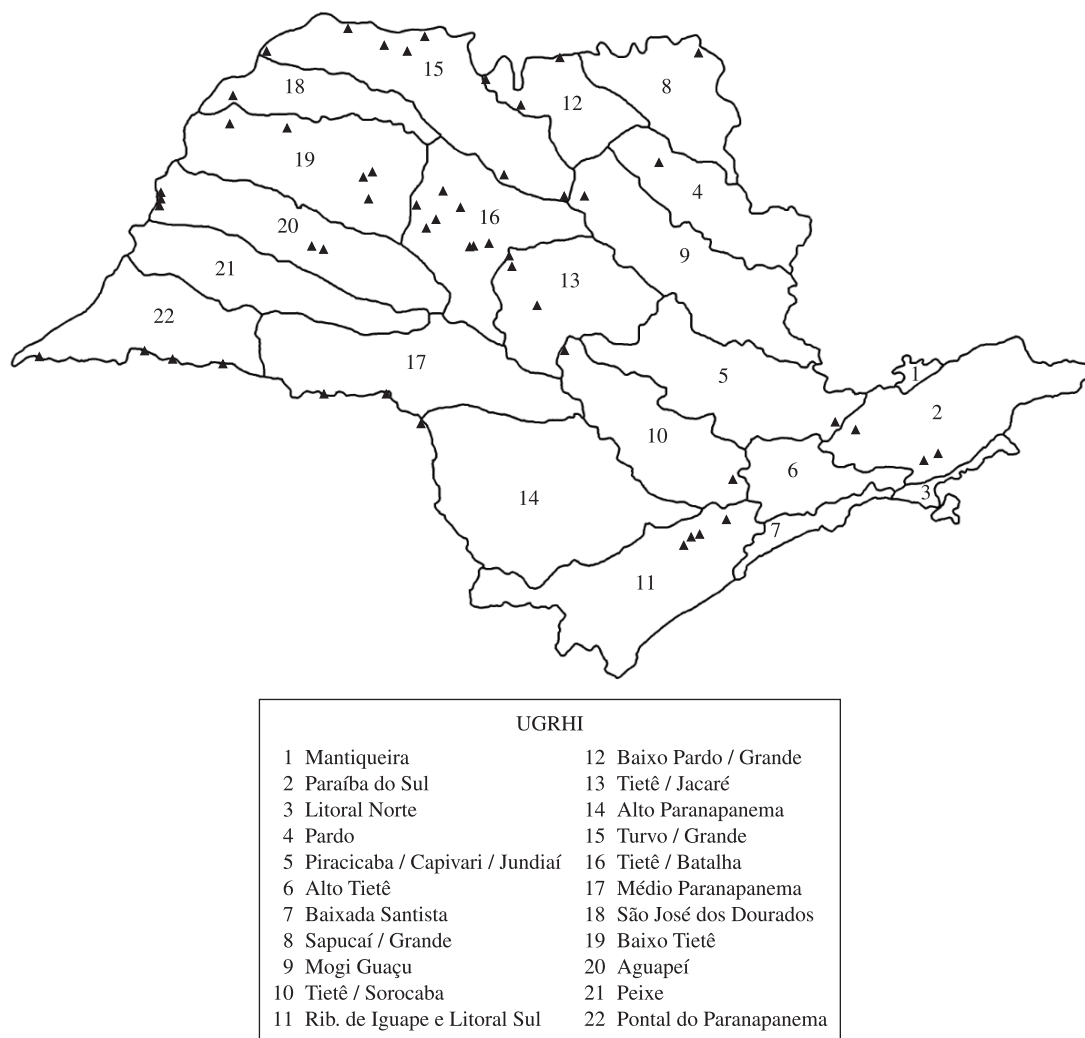 15
18
12
8
19
4
16
20
9
21
13
22
17
5
1
2
10
6
3
14
7
11
UGRHI
1 Mantiqueira
2 Paraíba do Sul
3 Litoral Norte
4 Pardo
5 Piracicaba / Capivari / Jundiaí
6 Alto Tietê
7 Baixada Santista
8 Sapucaí / Grande
9 Mogi Guaçu
10 Tietê / Sorocaba
11 Rib. de Iguape e Litoral Sul
12 Baixo Pardo / Grande
13 Tietê / Jacaré
14 Alto Paranapanema
15 Turvo / Grande
16 Tietê / Batalha
17 Médio Paranapanema
18 São José dos Dourados
19 Baixo Tietê
20 Aguapeí
21 Peixe
22 Pontal do Paranapanema